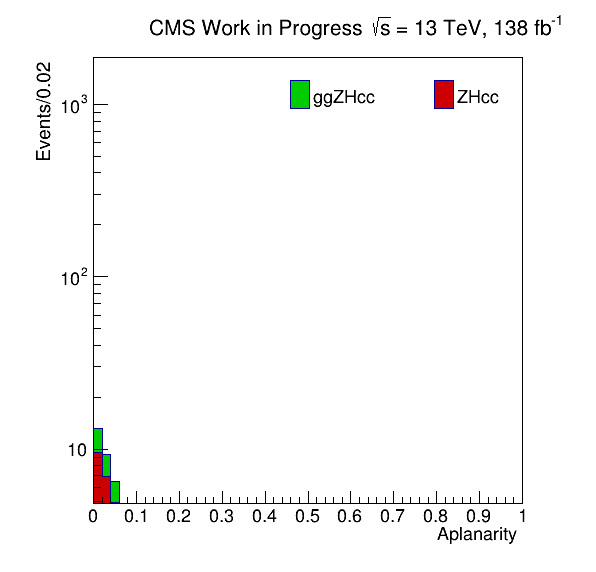 CMS Work in Progress √s = 13 TeV, 138 fb⁻¹
Events/0.02
ggZHcc
ZHcc
10³
10²
10
0 0.1 0.2 0.3 0.4 0.5 0.6 0.7 0.8 0.9 1
Aplanarity